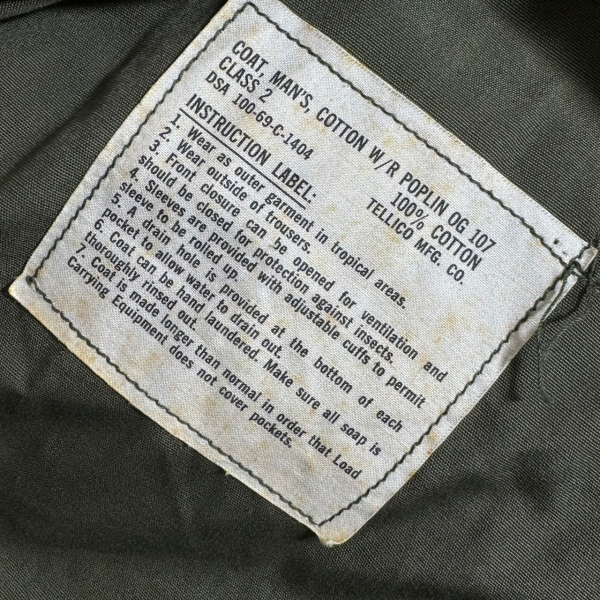 COAT, MAN'S, COTTON W/R POPLIN OG 107
CLASS 2
100% COTTON
DSA 100-69-C-1404
TELLICO MFG. CO.
INSTRUCTION LABEL:
1. Wear as outer garment in tropical areas.
2. Wear outside of trousers.
3. Front closure can be opened for ventilation and
should be closed for protection against insects.
4. Sleeves are provided with adjustable cuffs to permit
sleeve to be rolled up.
5. A drain hole is provided at the bottom of each
pocket to allow water to drain out.
6. Coat can be hand laundered. Make sure all soap is
thoroughly rinsed out.
7. Coat is made longer than normal in order that Load
Carrying Equipment does not cover pockets.